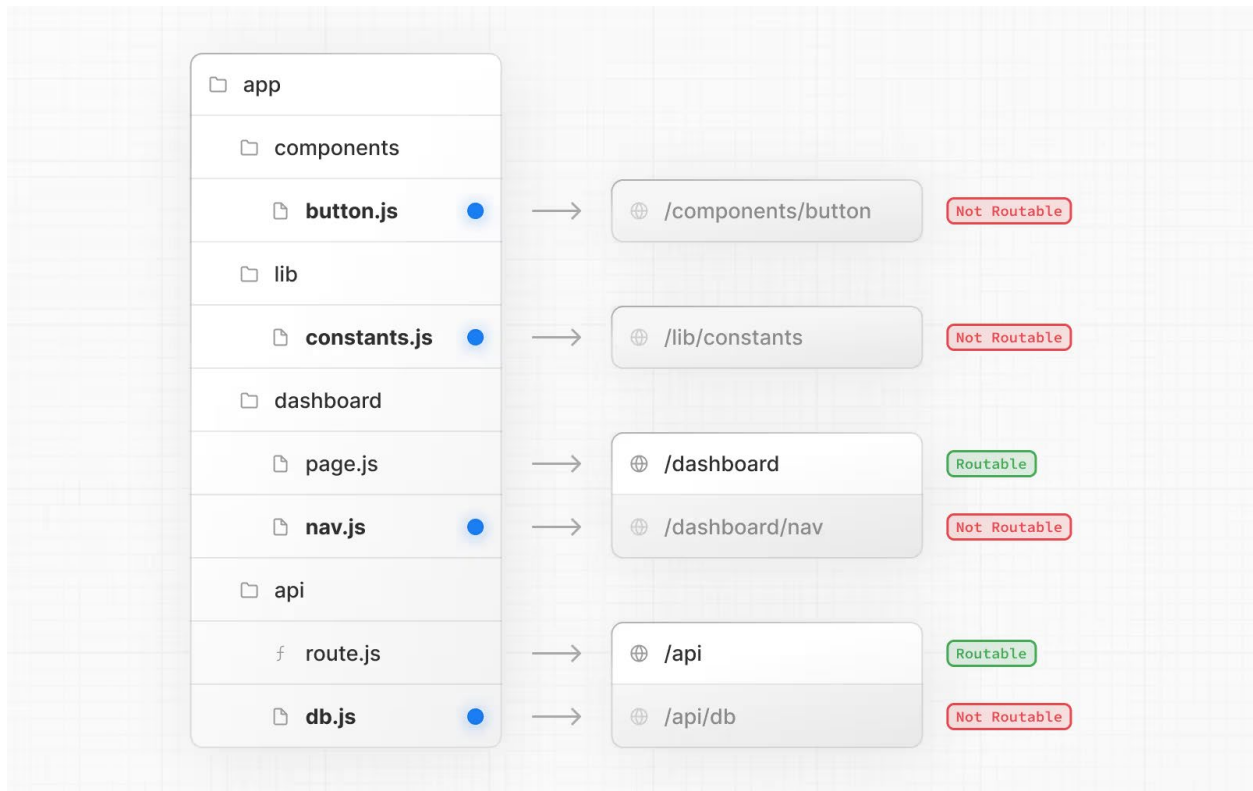 app
components
button.js
/components/button
Not Routable
lib
constants.js
/lib/constants
Not Routable
dashboard
page.js
/dashboard
Routable
nav.js
/dashboard/nav
Not Routable
api
route.js
/api
Routable
db.js
/api/db
Not Routable